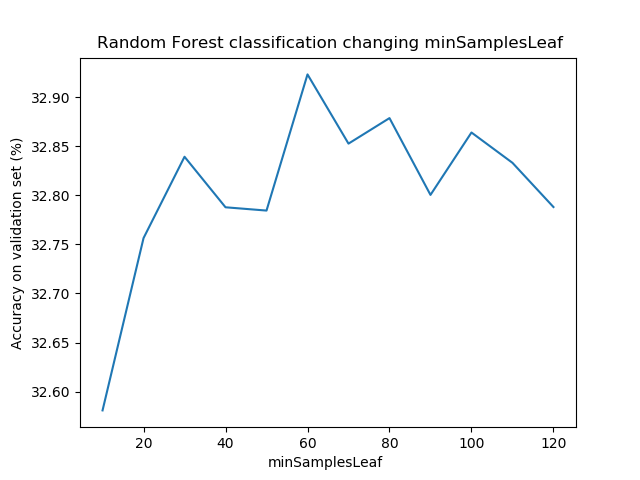 Random Forest classification changing minSamplesLeaf
Accuracy on validation set (%)
32.90
32.85
32.80
32.75
32.70
32.65
32.60
20 40 60 80 100 120
minSamplesLeaf